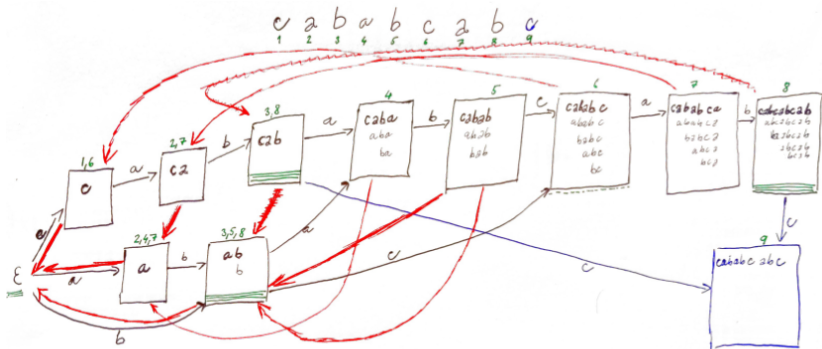 c a b a b c a b c
1 2 3 4 5 6 7 8 9
4 5 6 7 8
3,8
caba
aba
ba
b
cabab
abab
bab
c
cababc
ababc
babc
abc
bc
a
cababca
ababca
babca
abca
bca
b
cababcab
ababcab
babcab
abcab
bcab
a
cab
2,7
b
ca
1,6
a
c
c
c
2,4,7
3,5,8
a
9
ε
a
a
b
ab
b
c
c
cababc abc
b